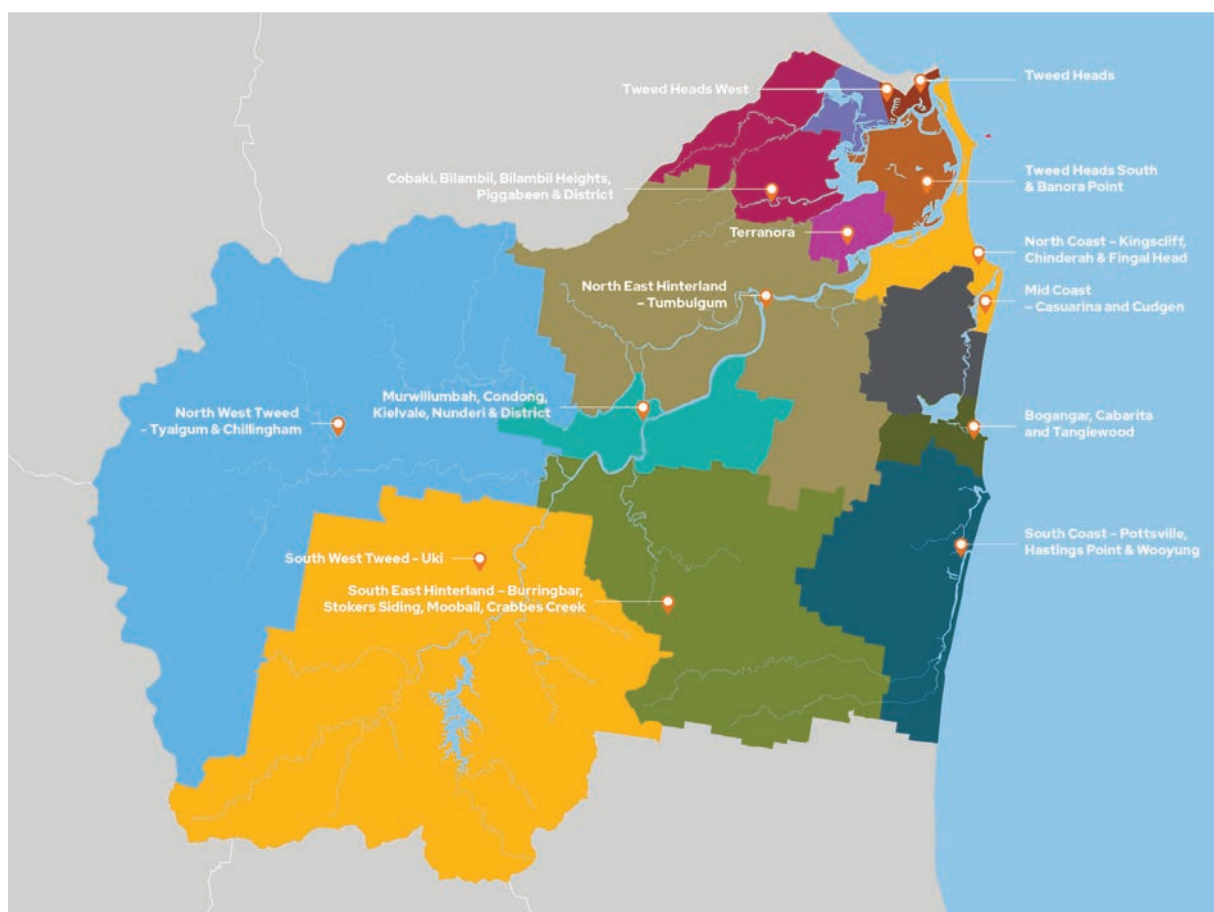 Tweed Heads
Tweed Heads West
Cobaki, Bilambil, Bilambil Heights,
Piggabeen & District
Tweed Heads South
& Banora Point
Terranora
North Coast – Kingscliff,
Chinderah & Fingal Head
North East Hinterland
– Tumbulgum
Mid Coast
– Casuarina and Cudgen
Murwillumbah, Condong,
Kielvale, Nunderi & District
North West Tweed
- Tyalgum & Chillingham
Bogangar, Cabarita
and Tanglewood
South Coast – Pottsville,
Hastings Point & Wooyung
South West Tweed - Uki
South East Hinterland – Burringbar,
Stokers Siding, Mooball, Crabbes Creek